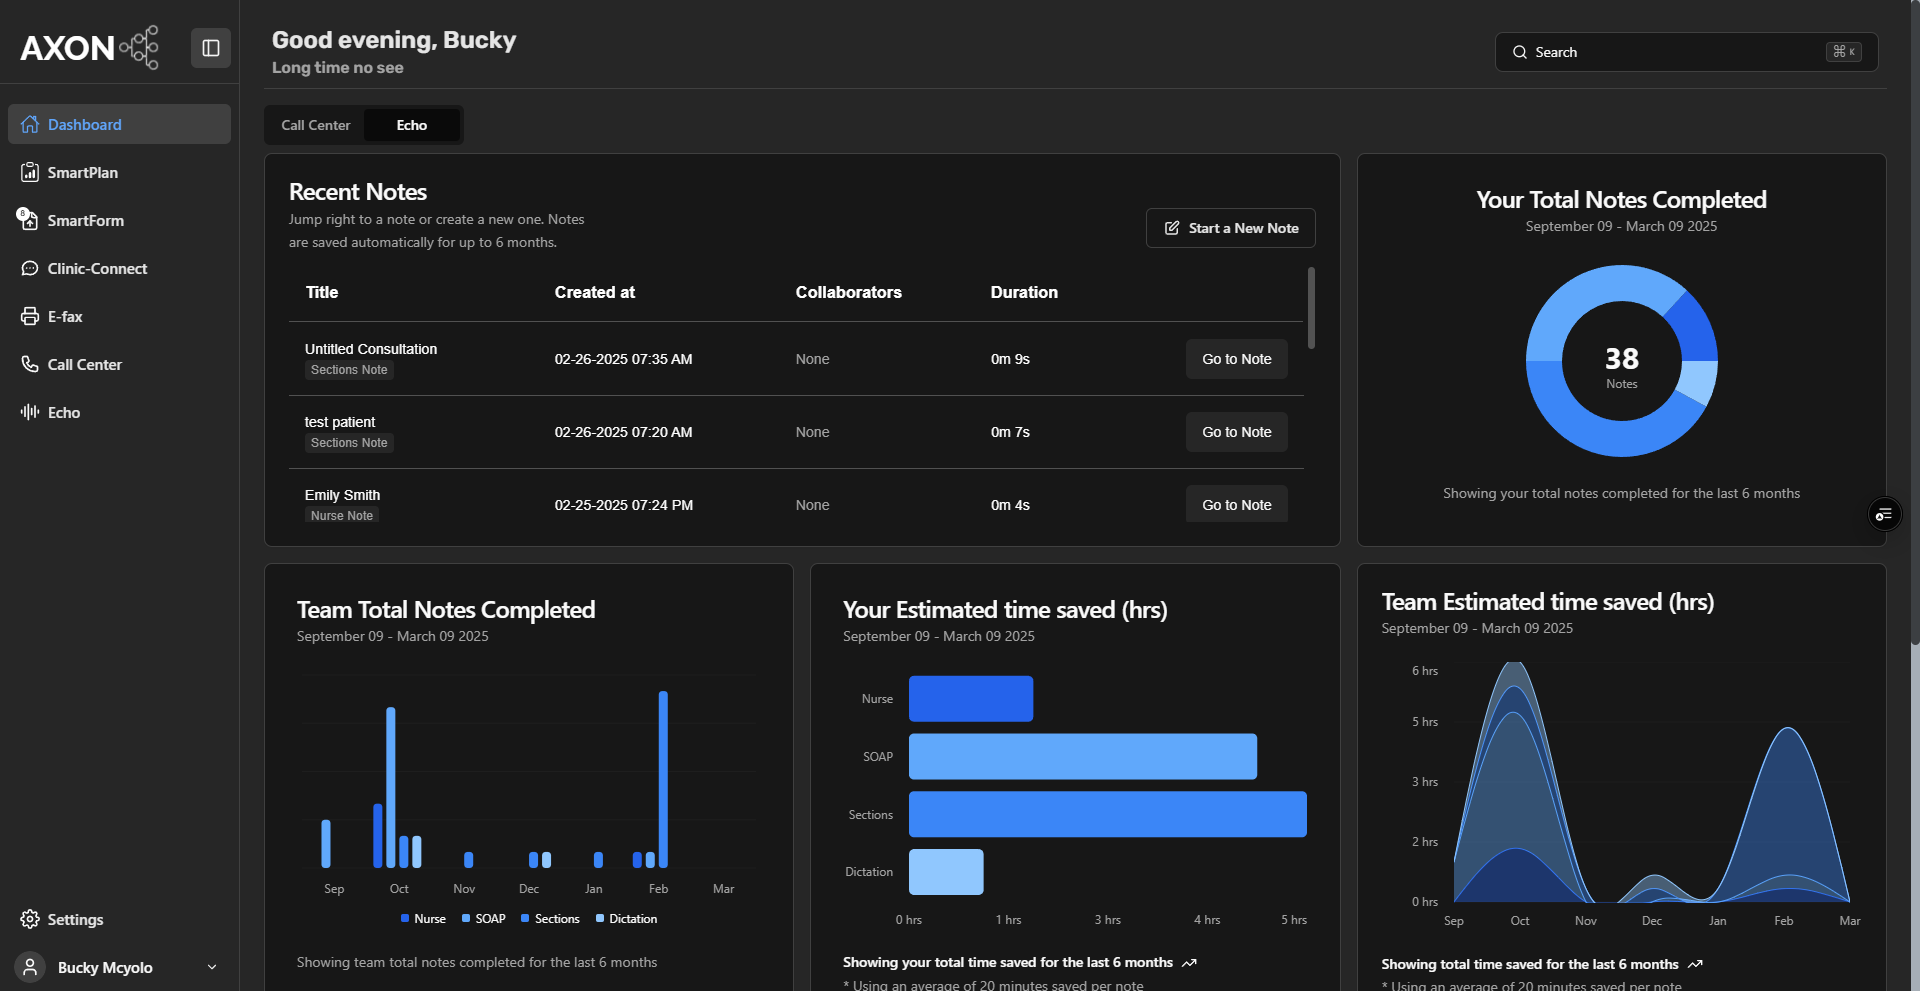 AXON
Dashboard
SmartPlan
8
SmartForm
Clinic-Connect
E-fax
Call Center
Echo
Settings
Bucky Mcyolo
Good evening, Bucky
Long time no see
Search
⌘ K
Call Center
Echo
Recent Notes
Jump right to a note or create a new one. Notes
are saved automatically for up to 6 months.
Start a New Note
Title Created at Collaborators Duration
Untitled Consultation
Sections Note
02-26-2025 07:35 AM None 0m 9s Go to Note
test patient
Sections Note
02-26-2025 07:20 AM None 0m 7s Go to Note
Emily Smith
Nurse Note
02-25-2025 07:24 PM None 0m 4s Go to Note
Your Total Notes Completed
September 09 - March 09 2025
38
Notes
Showing your total notes completed for the last 6 months
Team Total Notes Completed
September 09 - March 09 2025
Sep Oct Nov Dec Jan Feb Mar
Nurse SOAP Sections Dictation
Showing team total notes completed for the last 6 months
Your Estimated time saved (hrs)
September 09 - March 09 2025
Nurse
SOAP
Sections
Dictation
0 hrs 1 hrs 3 hrs 4 hrs 5 hrs
Showing your total time saved for the last 6 months
* Using an average of 20 minutes saved per note
Team Estimated time saved (hrs)
September 09 - March 09 2025
6 hrs
5 hrs
3 hrs
2 hrs
0 hrs
Sep Oct Nov Dec Jan Feb Mar
Showing total time saved for the last 6 months
* Using an average of 20 minutes saved per note